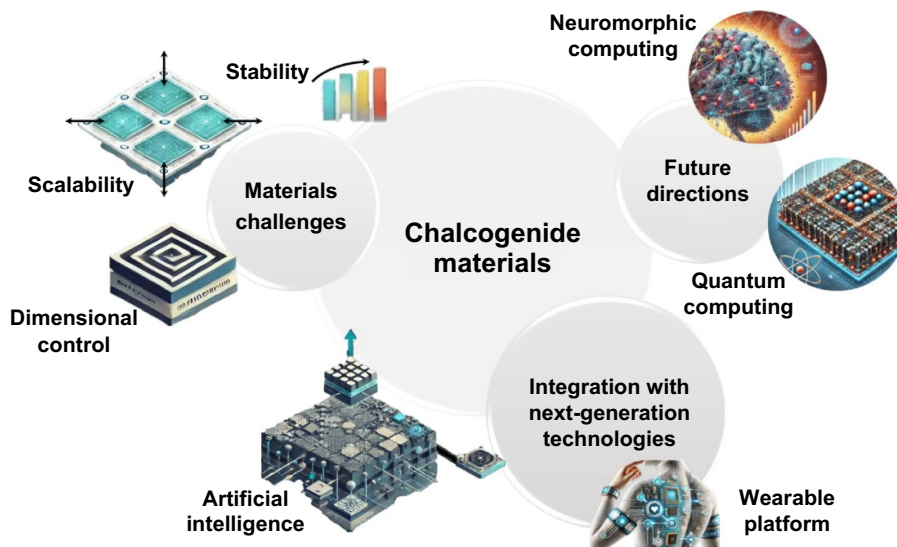 Neuromorphic
computing
Stability
Scalability
Materials
challenges
Future
directions
Chalcogenide
materials
Dimensional
control
Quantum
computing
Integration with
next-generation
technologies
Artificial
intelligence
Wearable
platform